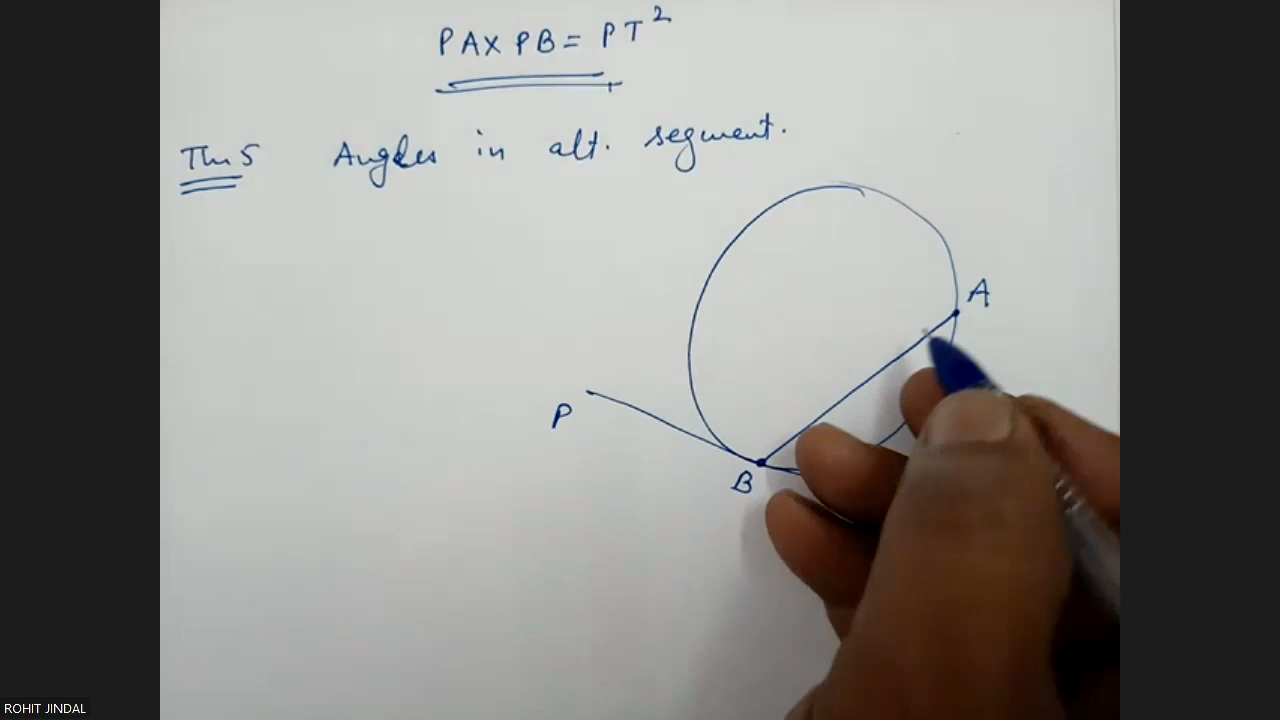 PA X PB = PT²
Th 5 Angles in alt. segment.
A
P
B
ROHIT JINDAL